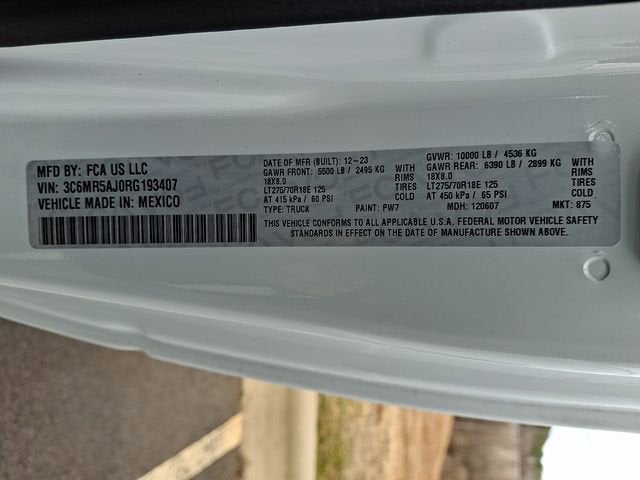 MFD BY: FCA US LLC
VIN: 3C6MR5AJ0RG193407
VEHICLE MADE IN: MEXICO
DATE OF MFR (BUILT): 12-23
GAWR FRONT: 5500 LB / 2495 KG WITH
18X8.0 RIMS
LT275/70R18E 125 TIRES
AT 415 kPa / 60 PSI COLD
TYPE: TRUCK PAINT: PW7
GVWR: 10000 LB / 4536 KG
GAWR REAR: 6390 LB / 2899 KG WITH
18X8.0 RIMS
LT275/70R18E 125 TIRES
AT 450 kPa / 65 PSI COLD
MDH: 120607 MKT: 875
THIS VEHICLE CONFORMS TO ALL APPLICABLE U.S.A. FEDERAL MOTOR VEHICLE SAFETY
STANDARDS IN EFFECT ON THE DATE OF MANUFACTURE SHOWN ABOVE.